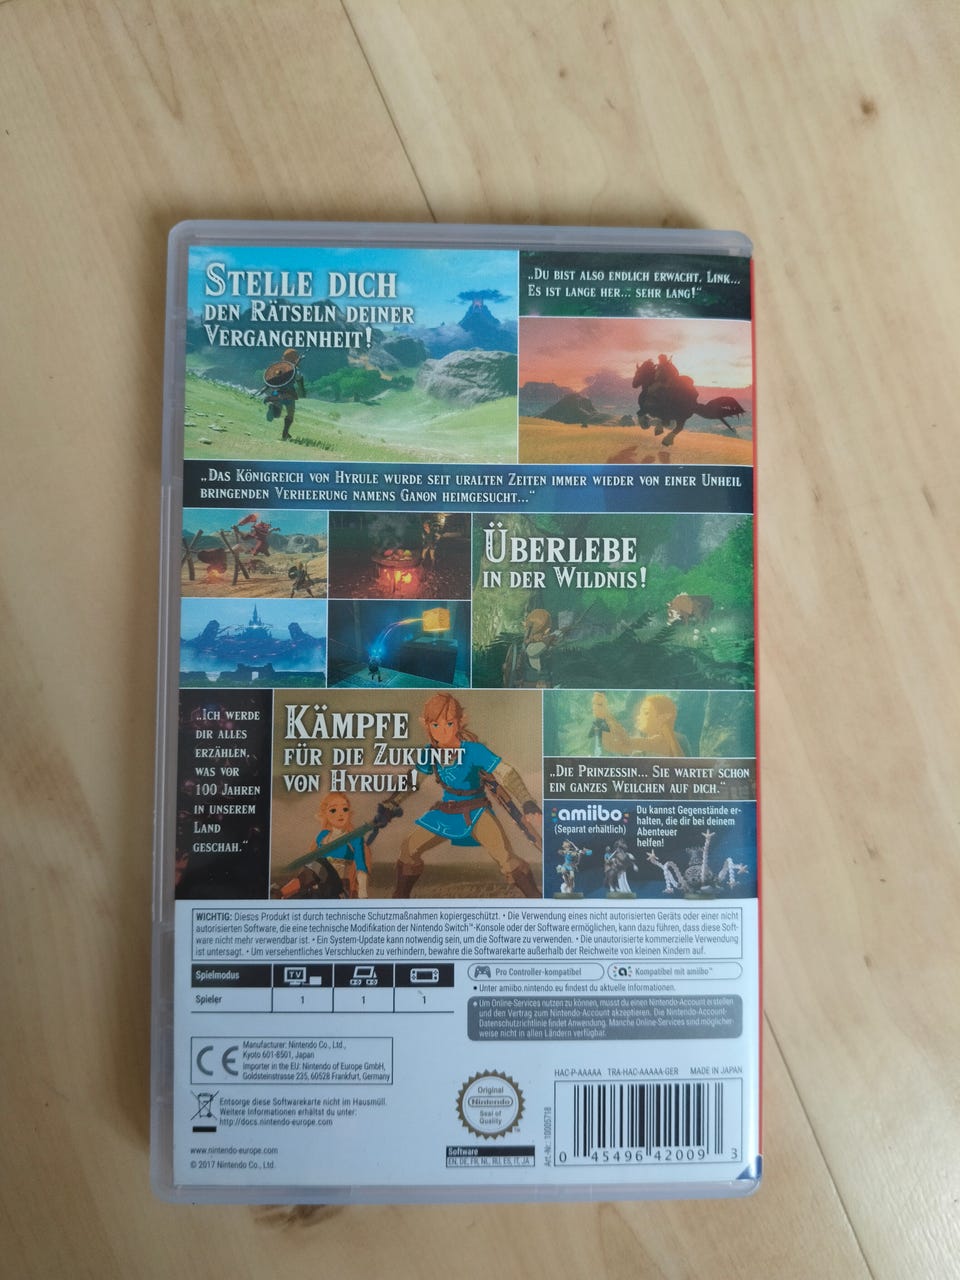 STELLE DICH
DEN RÄTSELN DEINER
VERGANGENHEIT!
„DU BIST ALSO ENDLICH ERWACHT, LINK...
ES IST LANGE HER... SEHR LANG!“
„DAS KÖNIGREICH VON HYRULE WURDE SEIT URALTEN ZEITEN IMMER WIEDER VON EINER UNHEIL
BRINGENDEN VERHEERUNG NAMENS GANON HEIMGESUCHT...“
ÜBERLEBE
IN DER WILDNIS!
„ICH WERDE
DIR ALLES
ERZÄHLEN,
WAS VOR
100 JAHREN
IN UNSEREM
LAND
GESCHAH.“
KÄMPFE
FÜR DIE ZUKUNFT
VON HYRULE!
„DIE PRINZESSIN... SIE WARTET SCHON
EIN GANZES WEILCHEN AUF DICH.“
amiibo
(Separat erhältlich)
Du kannst Gegenstände er-
halten, die dir bei deinem
Abenteuer
helfen!
WICHTIG: Dieses Produkt ist durch technische Schutzmaßnahmen kopiergeschützt. • Die Verwendung eines nicht autorisierten Geräts oder einer nicht
autorisierten Software, die eine technische Modifikation der Nintendo Switch™-Konsole oder der Software ermöglichen, kann dazu führen, dass diese Soft-
ware nicht mehr verwendbar ist. • Ein System-Update kann notwendig sein, um die Software zu verwenden. • Die unautorisierte kommerzielle Verwendung
ist untersagt. • Um versehentliches Verschlucken zu verhindern, bewahre die Softwarekarte außerhalb der Reichweite von kleinen Kindern auf.
Spielmodus
TV
Spieler
1
1
1
Pro Controller-kompatibel
Kompatibel mit amiibo™
• Unter amiibo.nintendo.eu findest du aktuelle Informationen.
• Um Online-Services nutzen zu können, musst du einen Nintendo-Account erstellen
und den Vertrag zum Nintendo-Account akzeptieren. Die Nintendo-Account-
Datenschutzrichtlinie findet Anwendung. Manche Online-Services sind möglicher-
weise nicht in allen Ländern verfügbar.
CE
Manufacturer: Nintendo Co., Ltd.,
Kyoto 601-8501, Japan
Importer in the EU: Nintendo of Europe GmbH,
Goldsteinstrasse 235, 60528 Frankfurt, Germany
Entsorge diese Softwarekarte nicht im Hausmüll.
Weitere Informationen erhältst du unter:
http://docs.nintendo-europe.com
www.nintendo-europe.com
© 2017 Nintendo Co., Ltd.
Original
Nintendo
Seal of
Quality
™
Software
EN, DE, FR, NL, RU, ES, IT, JA
HAC-P-AAAAA TRA-HAC-AAAAA-GER MADE IN JAPAN
Art.-Nr.: 10005718
0 45496 42009 3